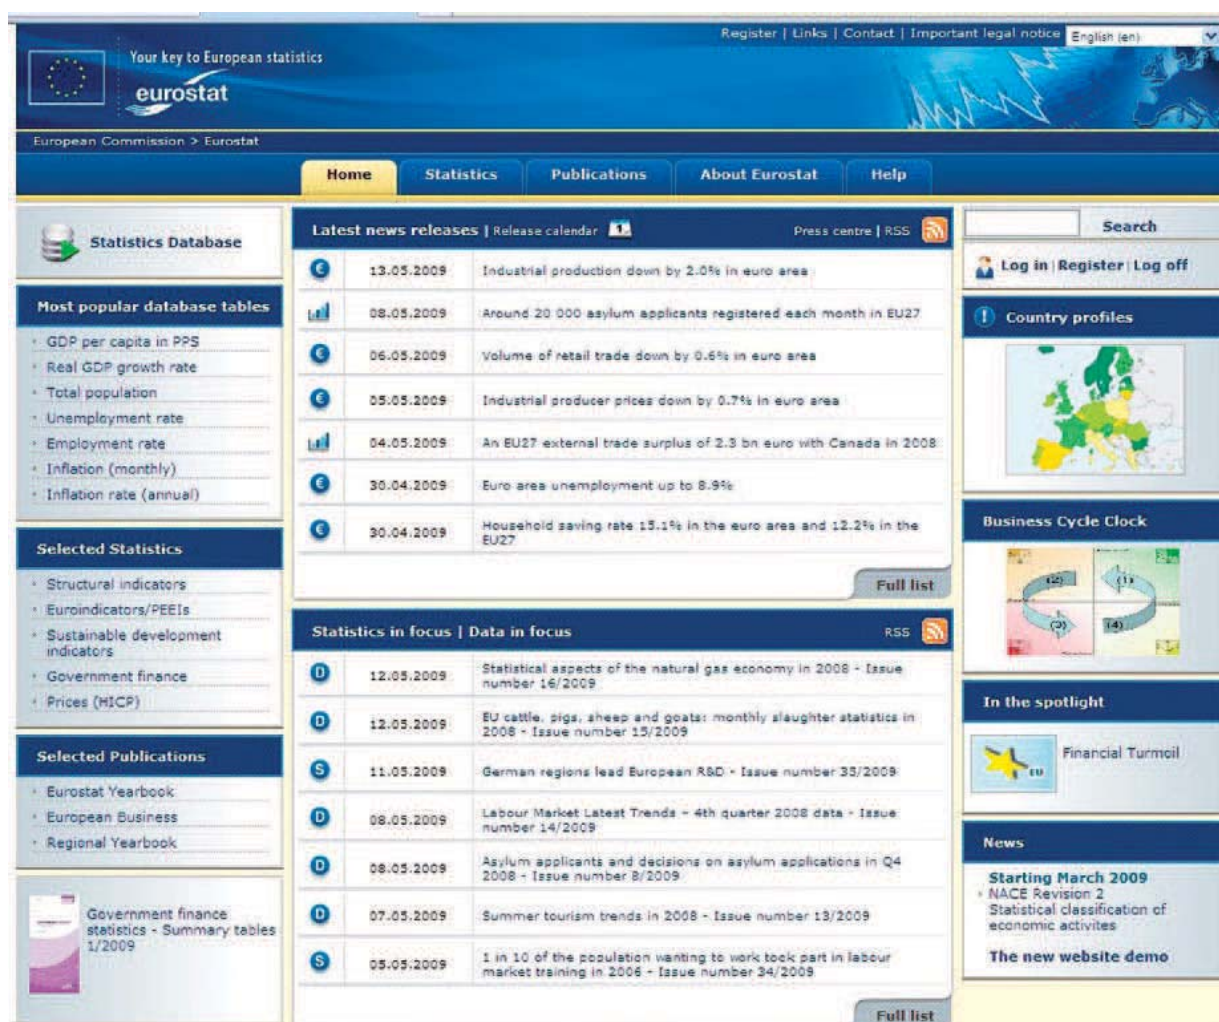 Register | Links | Contact | Important legal notice
English (en)
Your key to European statistics
eurostat
European Commission > Eurostat
Home
Statistics
Publications
About Eurostat
Help
Statistics Database
Most popular database tables
GDP per capita in PPS
Real GDP growth rate
Total population
Unemployment rate
Employment rate
Inflation (monthly)
Inflation rate (annual)
Selected Statistics
Structural indicators
Euroindicators/PEEIs
Sustainable development
indicators
Government finance
Prices (HICP)
Selected Publications
Eurostat Yearbook
European Business
Regional Yearbook
Government finance
statistics - Summary tables
1/2009
Latest news releases | Release calendar 1 Press centre | RSS
€ 13.05.2009 Industrial production down by 2.0% in euro area
08.05.2009 Around 20 000 asylum applicants registered each month in EU27
€ 06.05.2009 Volume of retail trade down by 0.6% in euro area
€ 05.05.2009 Industrial producer prices down by 0.7% in euro area
04.05.2009 An EU27 external trade surplus of 2.3 bn euro with Canada in 2008
€ 30.04.2009 Euro area unemployment up to 8.9%
€ 30.04.2009 Household saving rate 15.1% in the euro area and 12.2% in the
EU27
Full list
Statistics in focus | Data in focus RSS
D 12.05.2009 Statistical aspects of the natural gas economy in 2008 - Issue
number 16/2009
D 12.05.2009 EU cattle, pigs, sheep and goats: monthly slaughter statistics in
2008 - Issue number 15/2009
S 11.05.2009 German regions lead European R&D - Issue number 35/2009
D 08.05.2009 Labour Market Latest Trends – 4th quarter 2008 data - Issue
number 14/2009
D 08.05.2009 Asylum applicants and decisions on asylum applications in Q4
2008 - Issue number 8/2009
D 07.05.2009 Summer tourism trends in 2008 - Issue number 13/2009
S 05.05.2009 1 in 10 of the population wanting to work took part in labour
market training in 2006 - Issue number 34/2009
Full list
Search
Log in | Register | Log off
! Country profiles
Business Cycle Clock
(2) (1)
(3) (4)
In the spotlight
EU
Financial Turmoil
News
Starting March 2009
NACE Revision 2
Statistical classification of
economic activites
The new website demo